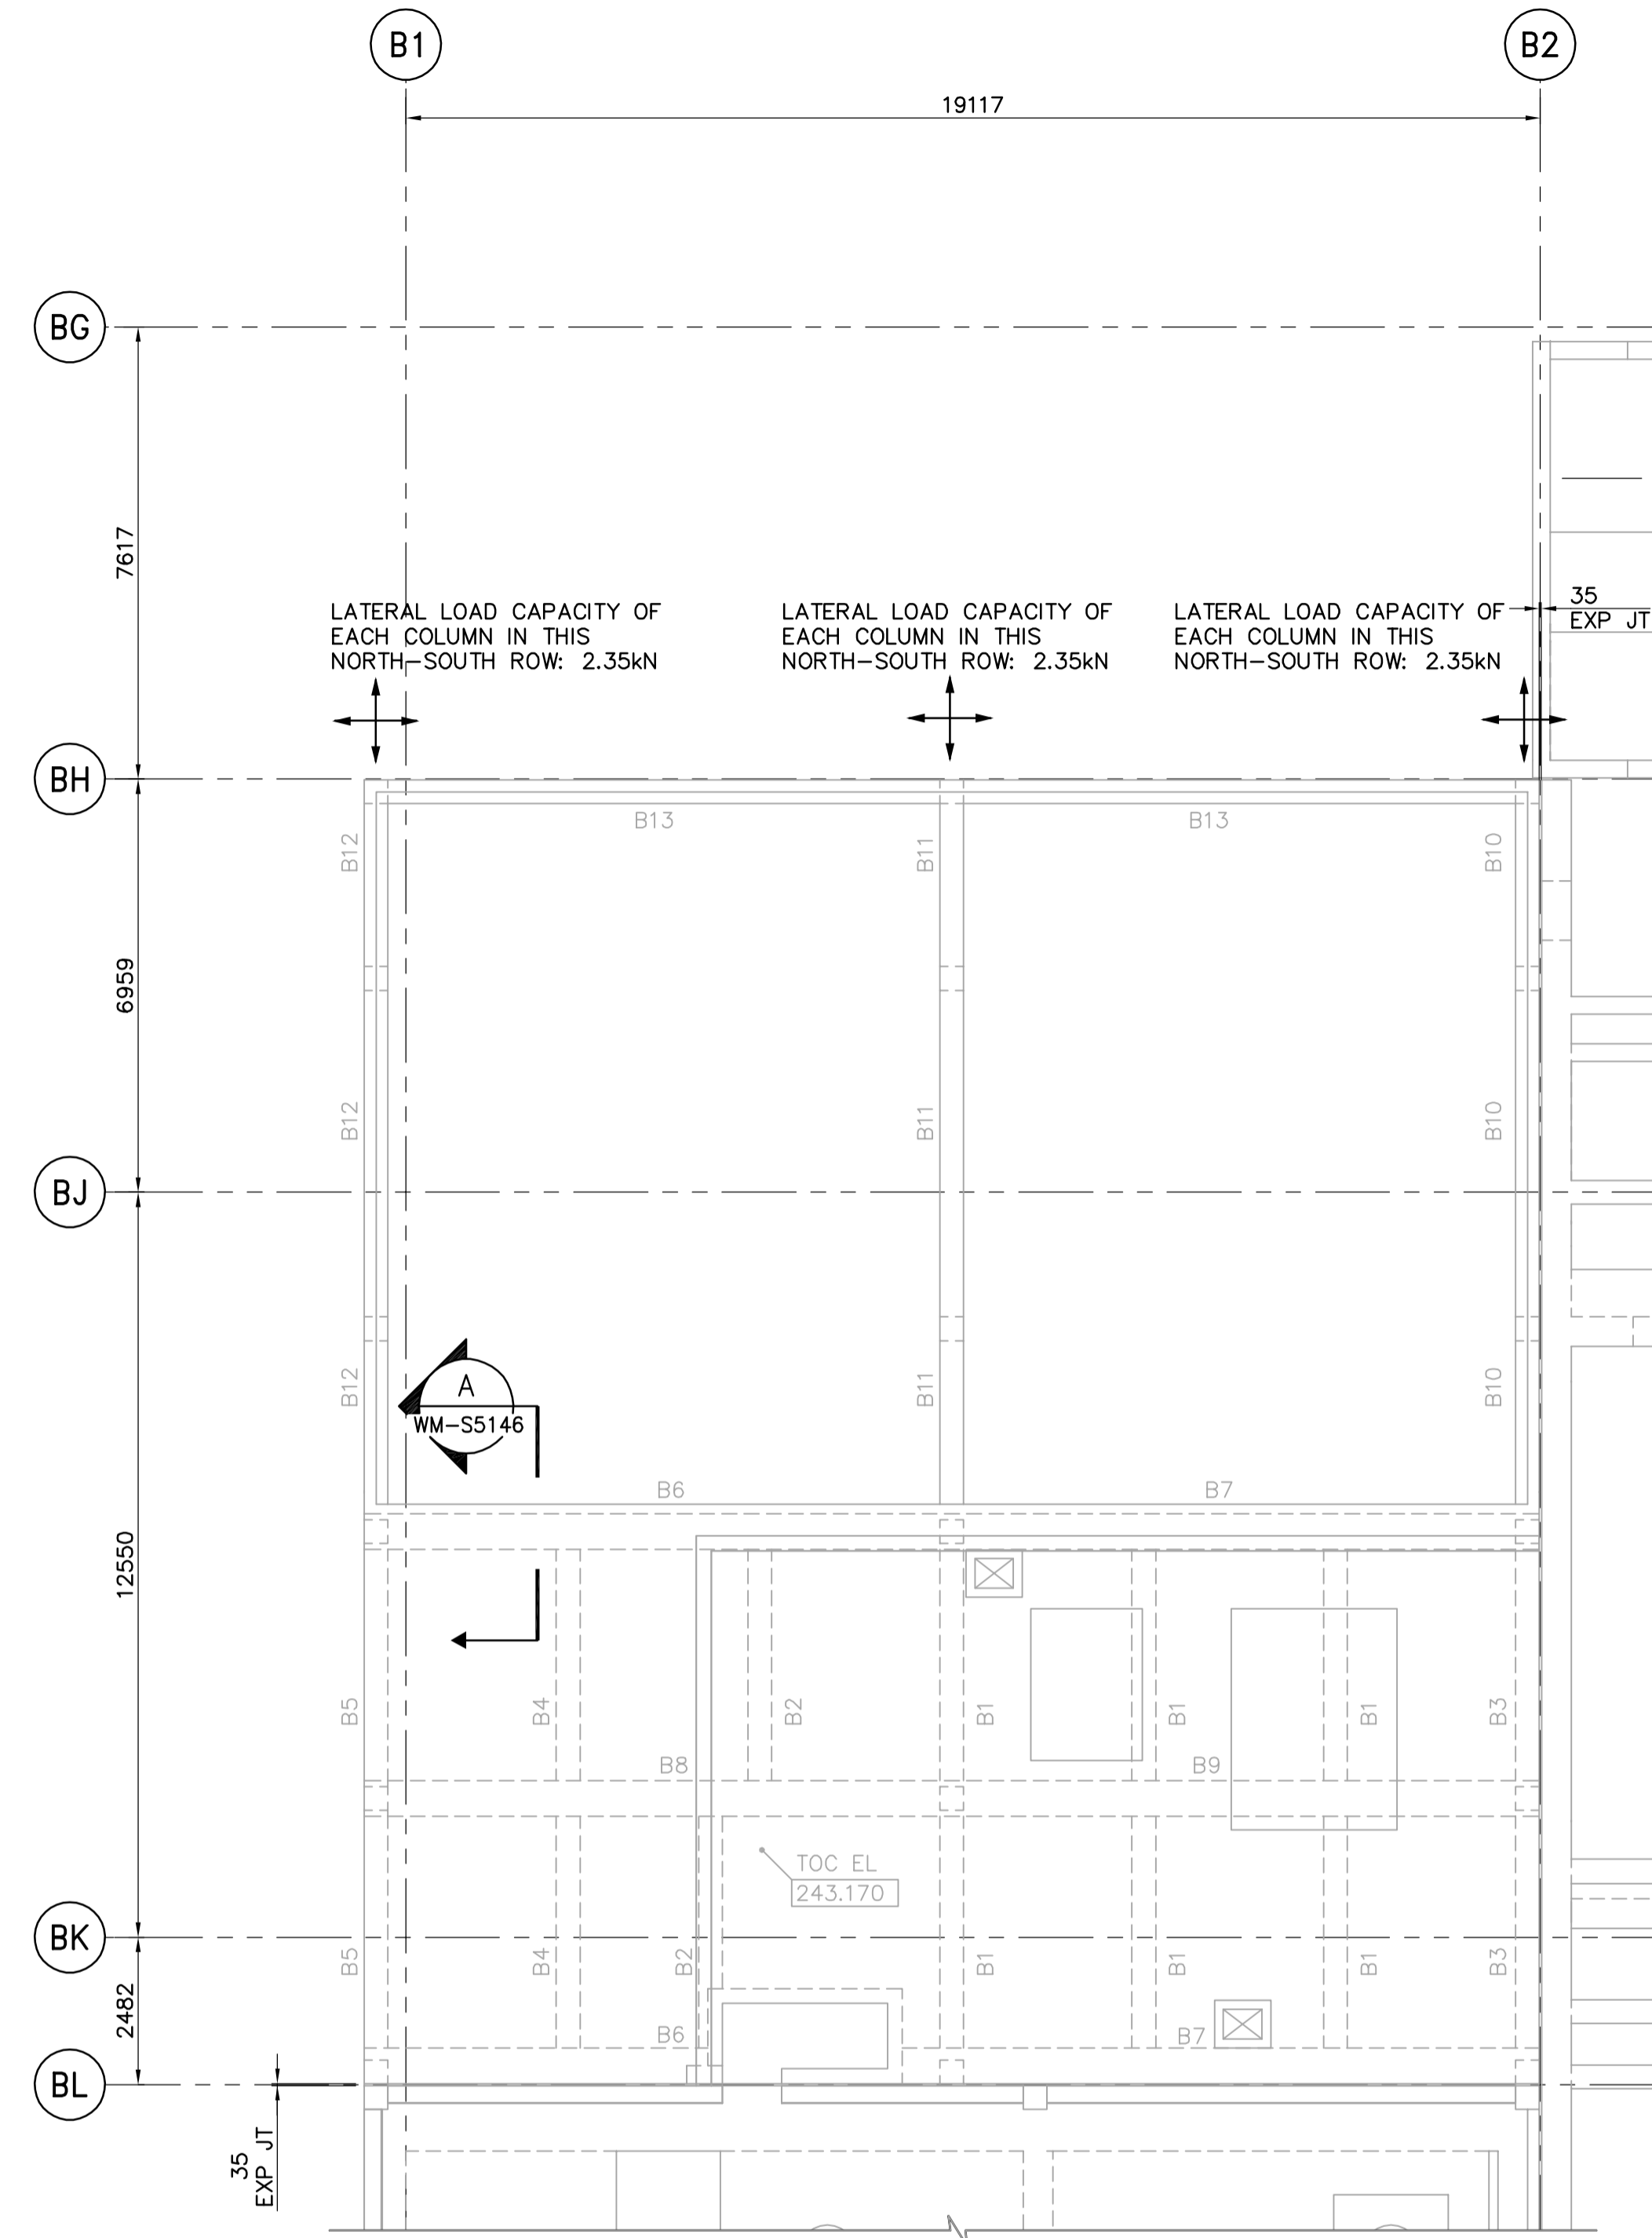 B1
B2
19117
BG
7617
LATERAL LOAD CAPACITY OF
EACH COLUMN IN THIS
NORTH-SOUTH ROW: 2.35kN
LATERAL LOAD CAPACITY OF
EACH COLUMN IN THIS
NORTH-SOUTH ROW: 2.35kN
LATERAL LOAD CAPACITY OF
EACH COLUMN IN THIS
NORTH-SOUTH ROW: 2.35kN
35
EXP JT
BH
B13
B13
B12
B11
B10
6959
B12
B11
B10
BJ
B12
B11
B10
A
WM-S5146
B6
B7
12550
B5
B4
B2
B1
B1
B1
B3
B8
B9
TOC EL
243.170
BK
B5
B4
B2
B1
B1
B1
B3
2482
B6
B7
BL
35
EXP JT